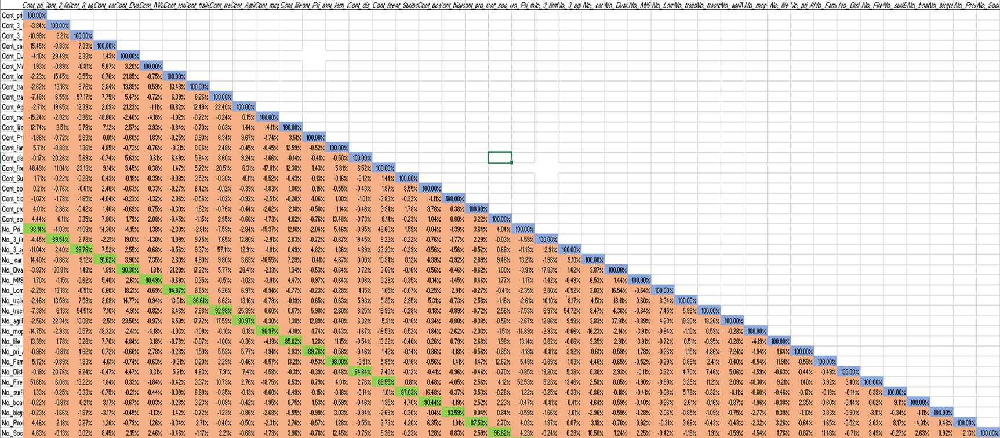 Cont_pri Cont_3_fi Cont_3_ag Cont_car Cont_Dva Cont_M/S
Cont_pri 100.00%
Cont_3_ -3.84% 100.00%
Cont_3_ -10.99% 2.21% 100.00%
Cont_car 15.45% -0.88% 7.39% 100.00%
Cont_Dv -4.10% 29.49% 2.38% 1.43% 100.00%
Cont_M/ 1.93% -0.89% -0.81% 5.67% 3.20% 100.00%
Cont_lor -2.23% 15.45% -0.55% 0.76% 21.85% -0.75% 100.00%
Cont_tra -2.62% 13.16% 8.76% 2.84% 13.85% 0.59% 13.48% 100.00%
Cont_tra -7.48% 6.55% 57.17% 7.75% 5.47% -0.72% 6.39% 8.26% 100.00%
Cont_Ag -2.71% 19.65% 12.39% 2.09% 21.23% -1.11% 10.82% 12.49% 22.40% 100.00%
Cont_mo -15.24% -2.92% -0.96% -18.66% -2.40% -4.18% -1.02% -0.72% -0.24% 0.15% 100.00%
Cont_life 12.74% 3.51% 0.79% 7.12% 2.57% 3.93% -0.84% -0.70% 0.03% 1.44% -4.11% 100.00%
Cont_Pri -1.86% -0.72% 5.63% 0.01% -0.60% 1.83% -0.25% 0.90% 6.34% 9.67% -1.74% 3.51% 100.00%
Cont_far 5.71% -0.88% 1.36% 4.85% -0.72% -0.76% -0.31% 0.06% 2.48% -0.45% -0.45% 12.59% -0.52% 100.00%
Cont_dis -0.17% 20.26% 5.69% -0.74% 5.63% 0.61% 6.49% 5.84% 8.60% 9.24% -1.66% -0.14% -0.41% -0.50% 100.00%
Cont_fire 48.49% 11.04% 23.13% 9.14% 3.45% 0.38% 1.47% 5.72% 20.51% 6.31% -17.01% 12.38% 1.43% 5.81% 6.52% 100.00%
Cont_Su 1.71% -0.22% -0.28% 0.43% -0.18% -0.39% -0.08% 3.52% -0.30% -0.11% -0.52% -0.43% -0.13% -0.16% -0.12% 1.44% 100.00%
Cont_bo 0.21% -0.76% -0.61% 2.46% -0.63% 0.33% -0.27% 6.42% -0.12% -0.39% -1.83% 1.86% 0.15% -0.55% -0.43% 1.87% 8.55% 100.00%
Cont_bic -1.07% -1.78% -1.65% -4.04% -0.23% -1.32% 2.06% -0.56% -1.02% -0.92% -2.51% -0.20% -1.06% 1.00% -1.01% -3.83% -0.32% -1.11% 100.00%
Cont_pro 4.01% 2.86% -0.42% 1.46% -0.69% 0.75% -0.30% 1.62% -0.76% -0.44% -2.02% 2.18% -0.50% 1.14% -0.48% 3.34% 1.78% 3.78% 0.38% 100.00%
Cont_so 4.44% 0.11% 0.35% 7.80% 1.79% 2.08% -0.45% -1.15% 2.95% -0.66% -1.73% 4.02% -0.76% 13.48% -0.73% 6.14% -0.23% 1.04% 0.80% 3.22% 100.00%
No._Pri_ 98.14% -4.03% -11.09% 14.30% -4.15% 1.38% -2.30% -2.81% -7.59% -2.84% -15.37% 12.16% -2.04% 5.46% -0.95% 48.60% 1.59% -0.04% -1.39% 3.64% 4.04% 100.00%
No._3_fir -4.45% 89.54% 2.78% -2.21% 19.01% -1.30% 11.09% 9.75% 7.65% 12.80% -2.91% 2.03% -0.72% -0.87% 19.45% 8.23% -0.22% -0.76% -1.77% 2.29% -0.03% -4.59% 100.00%
No._3_a -11.04% 2.40% 98.76% 7.52% 2.55% -0.68% -0.56% 9.37% 57.11% 12.91% -1.01% 0.49% 4.82% 1.36% 4.89% 23.20% -0.29% -0.56% -1.56% -0.52% 0.68% -11.13% 2.91% 100.00%
No._ car 14.40% -0.86% 9.12% 91.62% 3.98% 7.35% 2.80% 4.60% 9.80% 3.63% -16.55% 7.29% 0.41% 4.87% 0.00% 10.34% 0.12% 4.39% -3.92% 2.89% 9.46% 13.21% -1.98% 9.10% 100.00%
No._Dva -3.87% 30.81% 1.49% 1.89% 90.30% 1.81% 21.29% 17.22% 5.77% 28.41% -2.13% 1.34% -0.53% -0.64% 3.72% 3.06% -0.16% -0.56% -0.46% -0.62% 1.00% -3.91% 17.83% 1.62% 3.87% 100.00%
No._M/S 1.70% -1.15% -0.62% 5.40% 2.61% 90.49% -0.69% 0.35% -0.51% -1.02% -3.91% 4.47% 0.97% -0.64% 0.08% 0.29% -0.35% -0.14% -1.45% 0.46% 1.77% 1.17% -1.42% -0.49% 6.53% 1.44% 100.00%
No._Lorr -2.29% 13.18% -0.51% 0.60% 18.21% -0.69% 94.87% 8.65% 6.26% 6.97% -0.94% -0.77% -0.23% -0.28% 4.15% 1.05% -0.07% -0.25% 2.91% -0.27% -0.41% -2.35% 9.80% -0.52% 3.03% 16.54% -0.64% 100.00%
No._trail -2.46% 13.59% 7.59% 3.09% 14.77% 0.94% 13.01% 96.61% 6.62% 13.16% -0.79% -0.19% 0.65% 0.63% 5.93% 5.35% 2.95% 5.31% -0.73% 2.58% -1.16% -2.61% 10.10% 8.17% 4.51% 18.11% 0.60% 8.34% 100.00%
No._tract -7.38% 6.13% 54.51% 7.10% 4.91% -0.82% 6.46% 7.68% 92.98% 25.39% 0.60% 0.07% 5.90% 2.60% 8.25% 19.93% -0.28% -0.15% -0.98% -0.72% 2.56% -7.53% 6.97% 54.72% 8.47% 4.36% -0.64% 7.45% 5.98% 100.00%
No._agri -2.56% 22.34% 10.08% 2.51% 23.50% -0.97% 6.59% 17.72% 17.59% 90.97% -0.30% 1.38% 12.89% -0.40% 6.32% 5.31% -0.10% -0.34% -0.80% -0.38% -0.58% -2.67% 12.86% 9.99% 3.83% 37.91% -0.89% 4.23% 19.30% 18.26% 100.00%
No._mop -14.75% -2.93% -0.57% -18.32% -2.41% -4.18% -1.03% -1.09% -0.10% 0.18% 96.97% -4.10% -1.74% -0.43% -1.67% -16.53% -0.52% -1.84% -2.62% -2.03% -1.51% -14.89% -2.93% -0.66% -16.23% -2.14% -3.91% -0.94% -1.10% 0.59% -0.28% 100.00%
No._life 13.39% 1.78% 0.28% 7.70% 4.84% 3.18% -0.78% -0.07% -1.00% -0.36% -4.19% 85.02% 11.15% -0.54% 13.22% -0.40% 0.26% 0.79% 2.68% 1.98% 13.14% 0.82% -0.06% 9.35% 2.91% 3.91% -0.72% 0.51% -0.95% -0.28% -4.19% 100.00%
No._pri_ -0.96% -0.81% 4.62% 0.72% -0.66% 2.78% -0.28% 1.50% 5.53% 5.77% -1.94% 3.93% 89.76% -0.58% -0.46% 1.42% -0.14% 0.36% -1.18% -0.56% -0.85% -1.19% -0.81% 3.92% 0.61% -0.59% 1.78% -0.26% 1.15% 4.86% 7.24% -1.94% 1.64% 100.00%
No._Fam 5.72% -0.89% 1.83% 4.61% -0.74% -0.63% -0.31% 0.20% 2.29% -0.46% -0.57% 13.21% -0.53% 98.00% -0.51% 5.85% -0.16% -0.56% 1.41% 1.47% 12.62% 5.49% -0.89% 1.83% 4.46% -0.65% -0.52% -0.29% 0.89% 2.41% -0.40% -0.54% 11.91% -0.59% 100.00%
No._Disl -0.19% 20.76% 6.24% -0.47% 4.47% 0.31% 5.21% 4.63% 7.91% 7.41% -1.58% -0.31% -0.39% -0.48% 94.84% 7.40% -0.12% -0.41% -0.96% -0.46% -0.70% -0.85% 19.20% 5.38% 0.30% 2.93% -0.11% 3.32% 4.70% 7.46% 5.06% -1.59% -0.63% -0.44% -0.49% 100.00%
No._Fire 51.66% 6.08% 13.22% 1.84% 0.33% -1.84% -0.42% 3.37% 10.73% 2.76% -18.75% 8.53% 0.79% 4.01% 2.76% 86.55% 0.81% 0.48% -4.05% 2.56% 4.12% 52.53% 5.23% 13.46% 2.58% 0.05% -1.90% -0.69% 3.25% 11.21% 2.09% -18.30% 9.21% 1.40% 3.92% 3.40% 100.00%
No._surf 1.33% -0.25% -0.33% -0.75% -0.21% -0.44% -0.09% 6.89% -0.35% -0.13% -0.60% -0.49% -0.15% -0.18% -0.14% 1.01% 87.03% 16.48% -0.37% 3.53% -0.26% 1.22% -0.25% -0.33% -0.86% -0.18% -0.41% -0.08% 5.79% -0.32% -0.11% -0.60% -0.46% -0.17% -0.18% -0.14% 0.39% 100.00%
No._boa -0.22% -0.81% 0.21% 3.17% -0.67% -0.03% -0.28% 3.23% -0.08% -0.42% -1.95% 0.75% 1.53% -0.59% -0.46% 1.35% 4.70% 90.44% -1.19% 2.52% 2.23% -0.47% -0.81% 0.41% 4.64% -0.59% -0.40% -0.26% 2.61% -0.16% -0.37% -1.96% -0.38% 2.35% -0.60% -0.44% 0.02% 9.11% 100.00%
No._bicy -0.23% -1.66% -1.67% -3.17% -0.45% -1.13% 1.42% -0.72% -1.23% -0.86% -2.68% -0.55% -0.99% 3.03% -0.94% -2.69% -0.30% -1.04% 93.59% 0.04% 0.84% -0.59% -1.66% -1.61% -2.96% -0.59% -1.28% 2.06% -0.85% -1.09% -0.75% -2.77% 0.39% -1.10% 3.83% -0.90% -3.11% -0.34% -1.11% 100.00%
No._Prof 4.46% 2.18% 0.27% 1.26% -0.79% 1.26% -0.34% 2.71% -0.40% -0.50% -2.31% 2.76% -0.57% 1.28% -0.55% 3.73% 4.20% 6.35% 1.01% 87.53% 2.70% 4.03% 1.87% 0.07% 3.18% -0.70% 0.92% -0.31% 3.66% -0.43% -0.43% -2.32% 3.26% -0.64% 1.65% -0.52% 2.63% 8.17% 4.01% 0.48% 100.00%
No._Soc 4.63% -0.13% 0.02% 8.45% 2.15% 2.46% -0.46% -1.17% 2.21% -0.68% -1.73% 3.96% -0.78% 12.45% -0.75% 5.36% -0.23% 1.28% 0.83% 2.59% 96.62% 4.23% -0.24% 0.29% 10.50% 1.24% 2.25% -0.42% -1.18% 1.91% -0.59% -1.54% 1.76% -0.87% 11.48% -0.71% 3.49% -0.27% 2.63% 0.92% 2.13% 100.00%